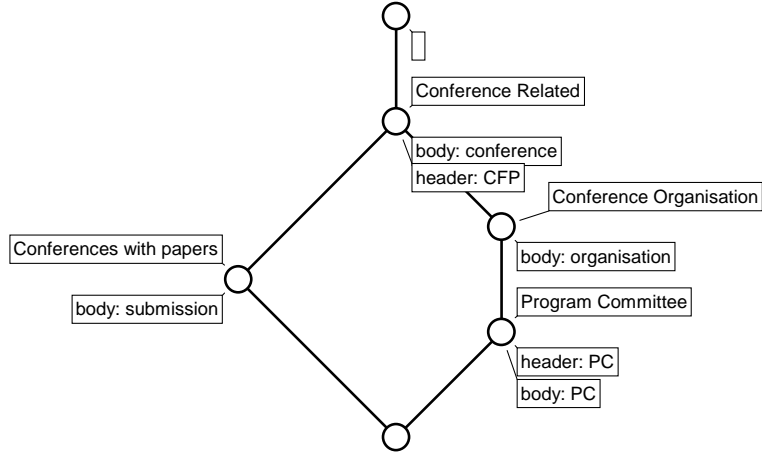 Conference Related
body: conference
header: CFP
Conference Organisation
Conferences with papers
body: organisation
body: submission
Program Committee
header: PC
body: PC